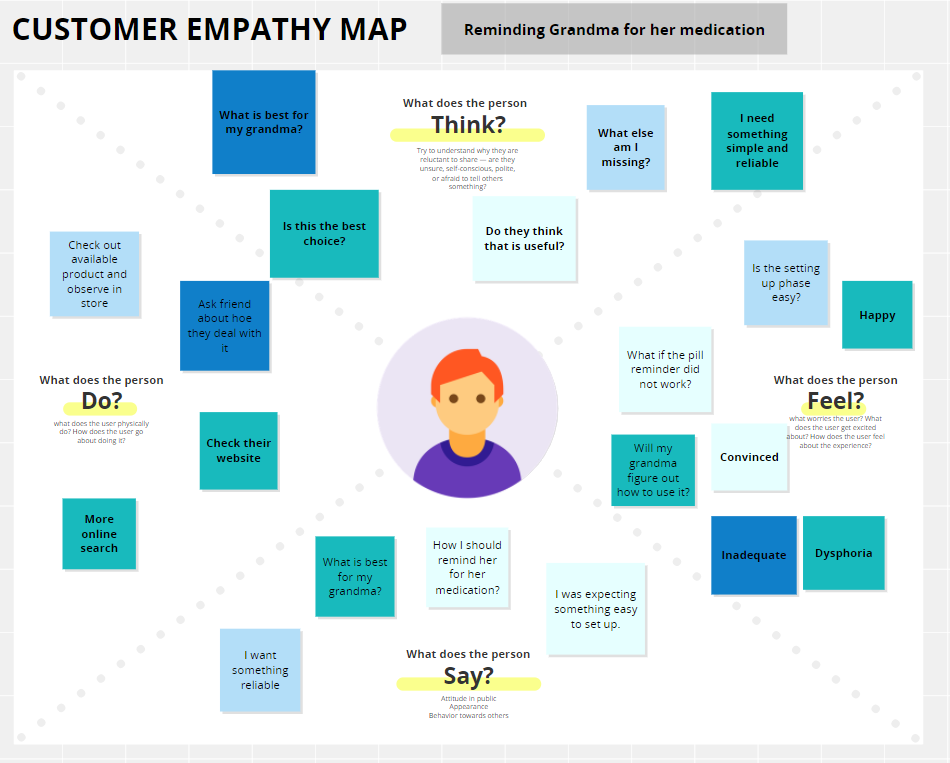 CUSTOMER EMPATHY MAP
Reminding Grandma for her medication
What is best for
my grandma?
What does the person
Think?
Try to understand why they are
reluctant to share — are they
unsure, self-conscious, polite,
or afraid to tell others
something?
What else
am I
missing?
I need
something
simple and
reliable
Is this the best
choice?
Do they think
that is useful?
Check out
available
product and
observe in
store
Ask friend
about hoe
they deal with
it
What does the person
Do?
what does the user physically
do? How does the user go
about doing it?
Check their
website
More
online
search
Is the setting
up phase
easy?
Happy
What if the pill
reminder did
not work?
What does the person
Feel?
what worries the user? What
does the user get excited
about? How does the user feel
about the experience?
Will my
grandma
figure out
how to use it?
Convinced
Inadequate
Dysphoria
What is best
for my
grandma?
How I should
remind her
for her
medication?
I was expecting
something easy
to set up.
I want
something
reliable
What does the person
Say?
Attitude in public
Appearance
Behavior towards others